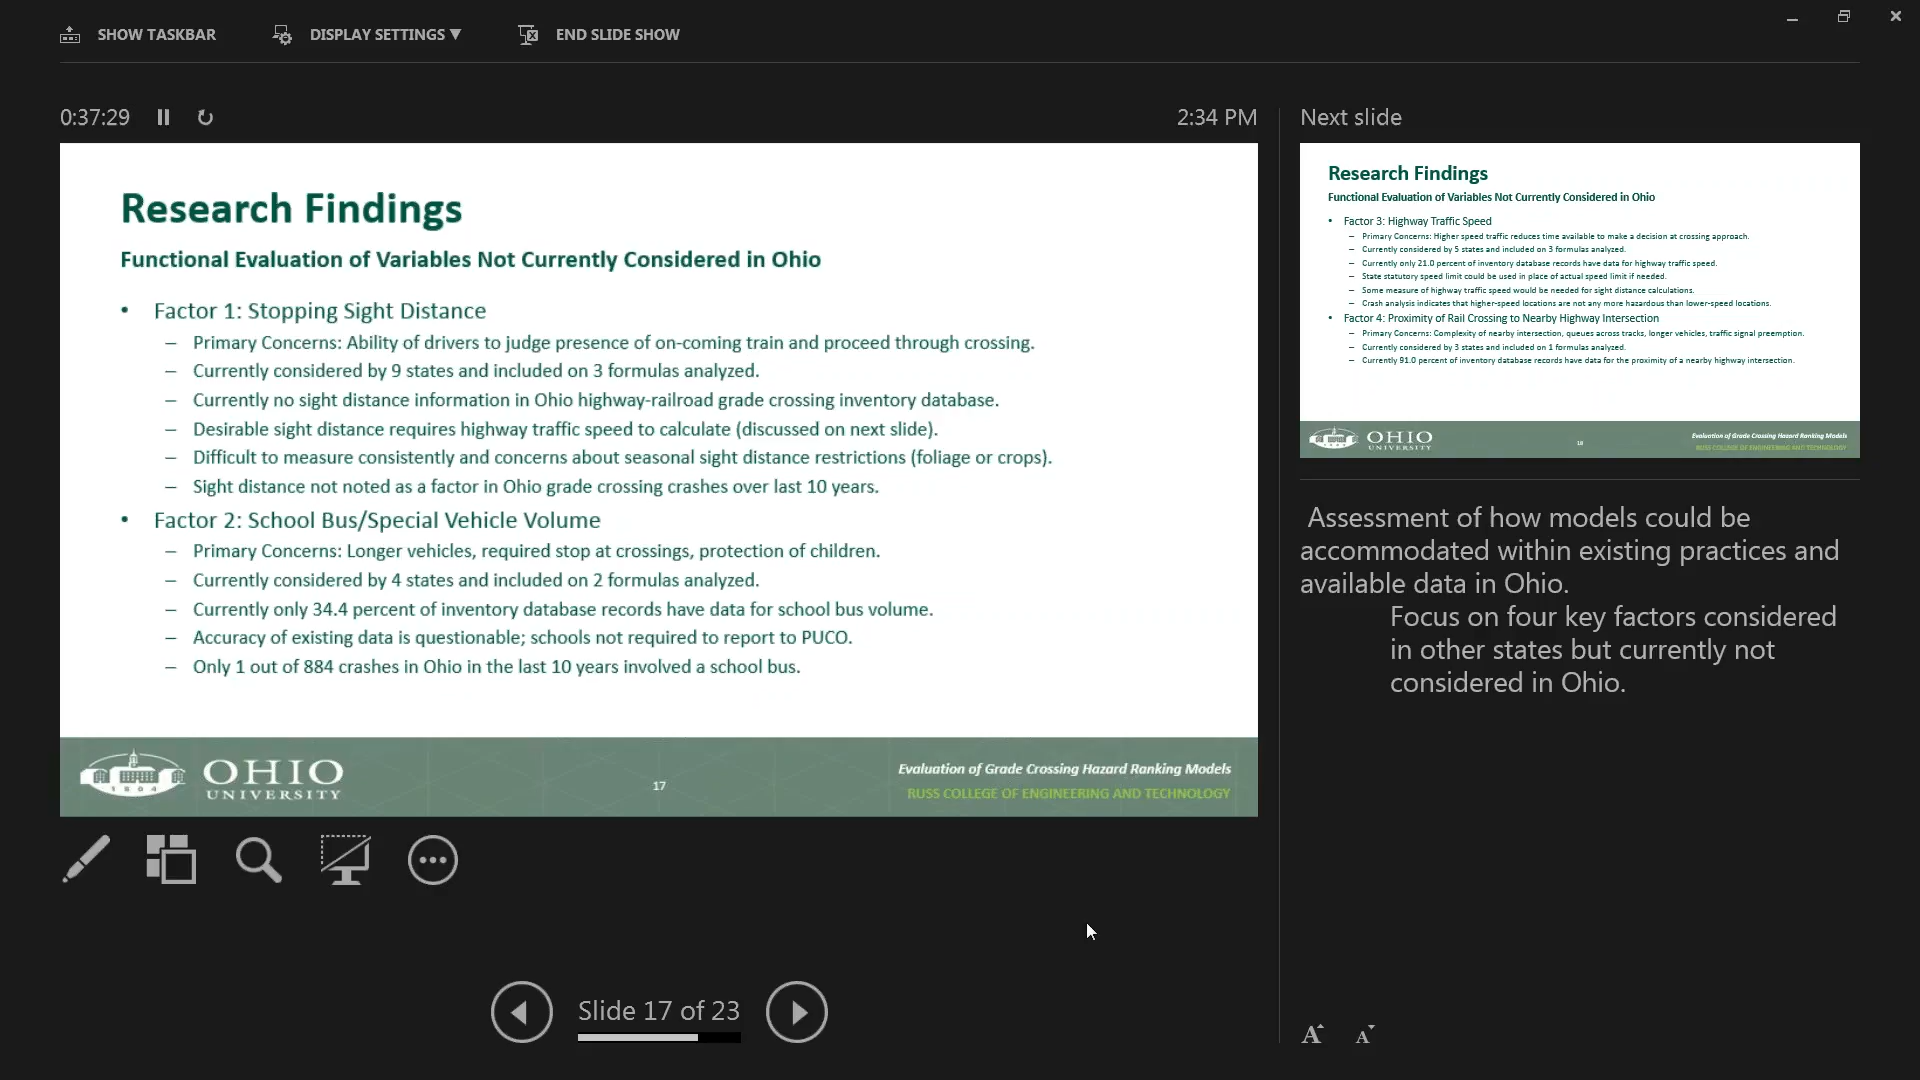 SHOW TASKBAR
DISPLAY SETTINGS ▼
END SLIDE SHOW
0:37:29
2:34 PM
Research Findings
Functional Evaluation of Variables Not Currently Considered in Ohio
• Factor 1: Stopping Sight Distance
– Primary Concerns: Ability of drivers to judge presence of on-coming train and proceed through crossing.
– Currently considered by 9 states and included on 3 formulas analyzed.
– Currently no sight distance information in Ohio highway-railroad grade crossing inventory database.
– Desirable sight distance requires highway traffic speed to calculate (discussed on next slide).
– Difficult to measure consistently and concerns about seasonal sight distance restrictions (foliage or crops).
– Sight distance not noted as a factor in Ohio grade crossing crashes over last 10 years.
• Factor 2: School Bus/Special Vehicle Volume
– Primary Concerns: Longer vehicles, required stop at crossings, protection of children.
– Currently considered by 4 states and included on 2 formulas analyzed.
– Currently only 34.4 percent of inventory database records have data for school bus volume.
– Accuracy of existing data is questionable; schools not required to report to PUCO.
– Only 1 out of 884 crashes in Ohio in the last 10 years involved a school bus.
1804
OHIO
UNIVERSITY
17
Evaluation of Grade Crossing Hazard Ranking Models
RUSS COLLEGE OF ENGINEERING AND TECHNOLOGY
Slide 17 of 23
Next slide
Research Findings
Functional Evaluation of Variables Not Currently Considered in Ohio
• Factor 3: Highway Traffic Speed
– Primary Concerns: Higher speed traffic reduces time available to make a decision at crossing approach.
– Currently considered by 5 states and included on 3 formulas analyzed.
– Currently only 21.0 percent of inventory database records have data for highway traffic speed.
– State statutory speed limit could be used in place of actual speed limit if needed.
– Some measure of highway traffic speed would be needed for sight distance calculations.
– Crash analysis indicates that higher-speed locations are not any more hazardous than lower-speed locations.
• Factor 4: Proximity of Rail Crossing to Nearby Highway Intersection
– Primary Concerns: Complexity of nearby intersection, queues across tracks, longer vehicles, traffic signal preemption.
– Currently considered by 3 states and included on 1 formulas analyzed.
– Currently 91.0 percent of inventory database records have data for the proximity of a nearby highway intersection.
OHIO
UNIVERSITY
18
Evaluation of Grade Crossing Hazard Ranking Models
RUSS COLLEGE OF ENGINEERING AND TECHNOLOGY
Assessment of how models could be
accommodated within existing practices and
available data in Ohio.
Focus on four key factors considered
in other states but currently not
considered in Ohio.
A A